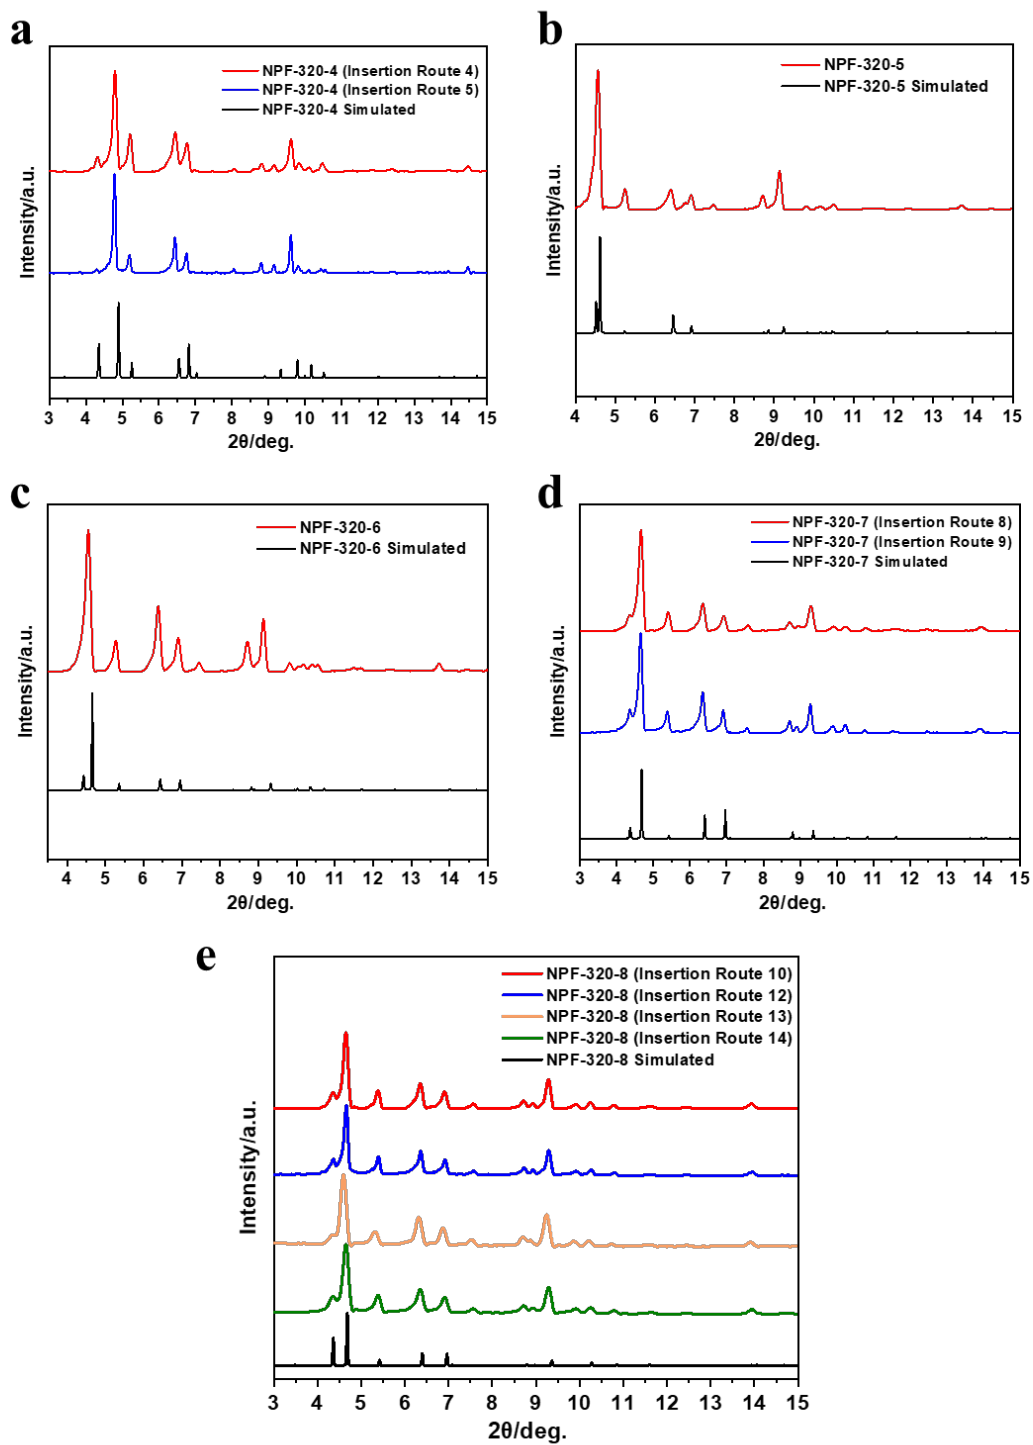 a
NPF-320-4 (Insertion Route 4)
NPF-320-4 (Insertion Route 5)
NPF-320-4 Simulated
Intensity/a.u.
3 4 5 6 7 8 9 10 11 12 13 14 15
2θ/deg.
b
NPF-320-5
NPF-320-5 Simulated
Intensity/a.u.
4 5 6 7 8 9 10 11 12 13 14 15
2θ/deg.
c
NPF-320-6
NPF-320-6 Simulated
Intensity/a.u.
4 5 6 7 8 9 10 11 12 13 14 15
2θ/deg.
d
NPF-320-7 (Insertion Route 8)
NPF-320-7 (Insertion Route 9)
NPF-320-7 Simulated
Intensity/a.u.
3 4 5 6 7 8 9 10 11 12 13 14 15
2θ/deg.
e
NPF-320-8 (Insertion Route 10)
NPF-320-8 (Insertion Route 12)
NPF-320-8 (Insertion Route 13)
NPF-320-8 (Insertion Route 14)
NPF-320-8 Simulated
Intensity/a.u.
3 4 5 6 7 8 9 10 11 12 13 14 15
2θ/deg.